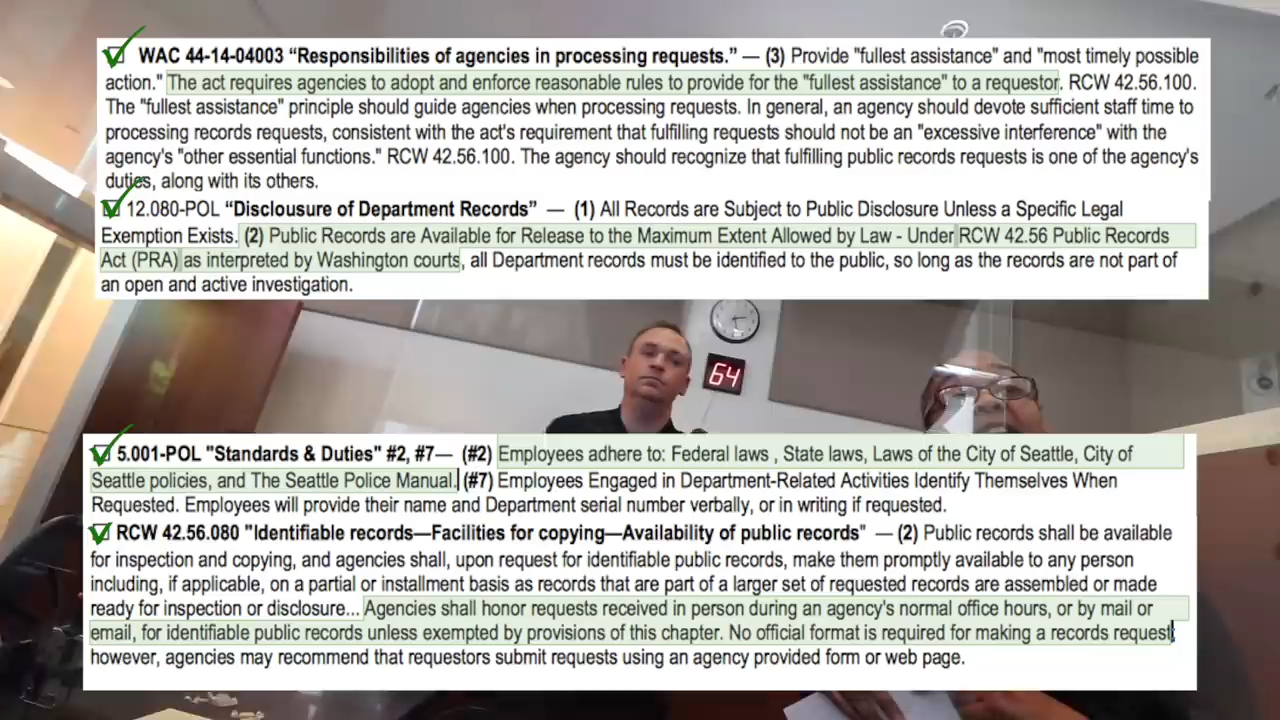 WAC 44-14-04003 “Responsibilities of agencies in processing requests.” — (3) Provide "fullest assistance" and "most timely possible
action." The act requires agencies to adopt and enforce reasonable rules to provide for the "fullest assistance" to a requestor. RCW 42.56.100.
The "fullest assistance" principle should guide agencies when processing requests. In general, an agency should devote sufficient staff time to
processing records requests, consistent with the act's requirement that fulfilling requests should not be an "excessive interference" with the
agency's "other essential functions." RCW 42.56.100. The agency should recognize that fulfilling public records requests is one of the agency's
duties, along with its others.
12.080-POL “Disclousure of Department Records” — (1) All Records are Subject to Public Disclosure Unless a Specific Legal
Exemption Exists. (2) Public Records are Available for Release to the Maximum Extent Allowed by Law - Under RCW 42.56 Public Records
Act (PRA) as interpreted by Washington courts, all Department records must be identified to the public, so long as the records are not part of
an open and active investigation.
64
5.001-POL "Standards & Duties" #2, #7— (#2) Employees adhere to: Federal laws , State laws, Laws of the City of Seattle, City of
Seattle policies, and The Seattle Police Manual. (#7) Employees Engaged in Department-Related Activities Identify Themselves When
Requested. Employees will provide their name and Department serial number verbally, or in writing if requested.
RCW 42.56.080 "Identifiable records—Facilities for copying—Availability of public records" — (2) Public records shall be available
for inspection and copying, and agencies shall, upon request for identifiable public records, make them promptly available to any person
including, if applicable, on a partial or installment basis as records that are part of a larger set of requested records are assembled or made
ready for inspection or disclosure... Agencies shall honor requests received in person during an agency's normal office hours, or by mail or
email, for identifiable public records unless exempted by provisions of this chapter. No official format is required for making a records request;
however, agencies may recommend that requestors submit requests using an agency provided form or web page.